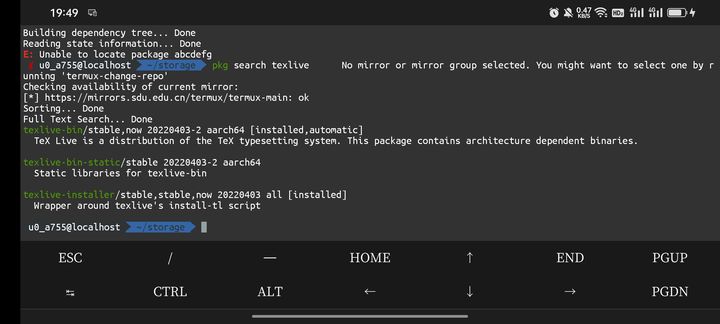 19:49
0.47 KB/S HD 4G 4G
Building dependency tree... Done
Reading state information... Done
E: Unable to locate package abcdefg
✘ u0_a755@localhost ~/storage pkg search texlive No mirror or mirror group selected. You might want to select one by r
unning 'termux-change-repo'
Checking availability of current mirror:
[*] https://mirrors.sdu.edu.cn/termux/termux-main: ok
Sorting... Done
Full Text Search... Done
texlive-bin/stable,now 20220403-2 aarch64 [installed,automatic]
TeX Live is a distribution of the TeX typesetting system. This package contains architecture dependent binaries.
texlive-bin-static/stable 20220403-2 aarch64
Static libraries for texlive-bin
texlive-installer/stable,stable,now 20220403 all [installed]
Wrapper around texlive's install-tl script
u0_a755@localhost ~/storage
ESC / — HOME ↑ END PGUP
↹ CTRL ALT ← ↓ → PGDN